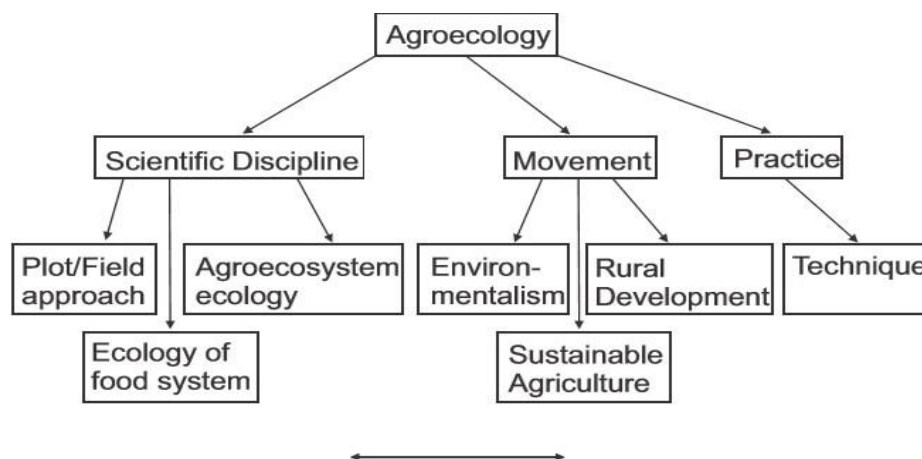 Agroecology
Scientific Discipline
Movement
Practice
Plot/Field
approach
Agroecosystem
ecology
Environ-
mentalism
Rural
Development
Technique
Ecology of
food system
Sustainable
Agriculture